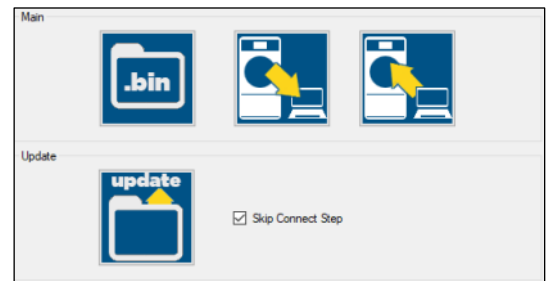 Main
.bin
Update
update
Skip Connect Step